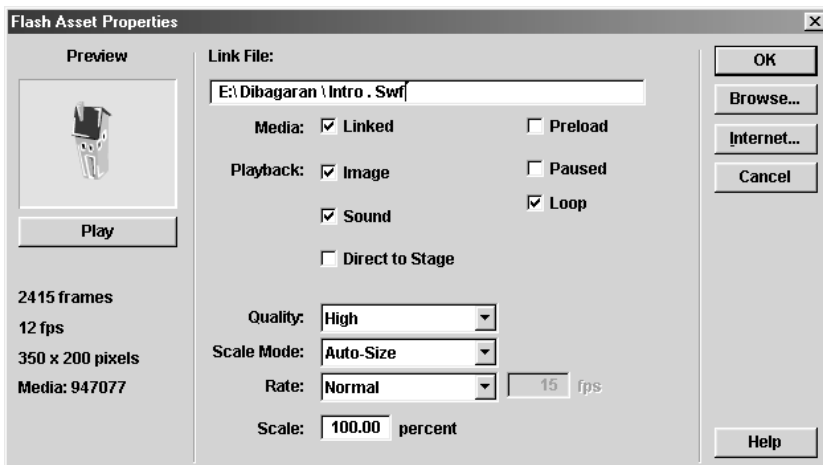 Flash Asset Properties
Preview
Play
2415 frames
12 fps
350 x 200 pixels
Media: 947077
Link File:
E:\ Dibagaran \ Intro . Swf
Media: Linked Preload
Playback: Image Paused
Sound Loop
Direct to Stage
Quality: High
Scale Mode: Auto-Size
Rate: Normal 15 fps
Scale: 100.00 percent
OK
Browse...
Internet...
Cancel
Help